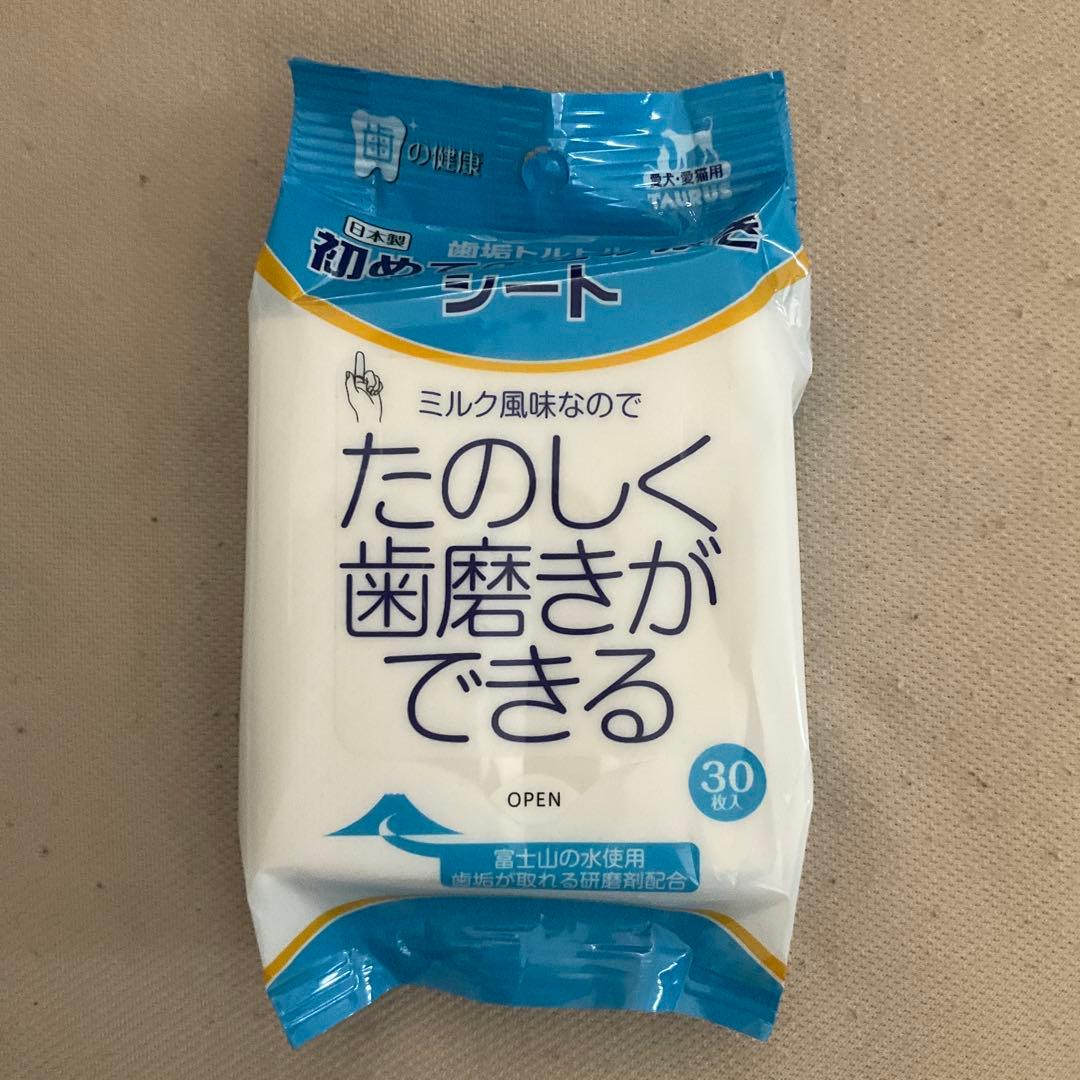 歯の健康
愛犬・愛猫用
TAURUS
日本製
初めて
歯垢トルトル
シート
ミルク風味なので
たのしく
歯磨きが
できる
30
枚入
OPEN
富士山の水使用
歯垢が取れる研磨剤配合